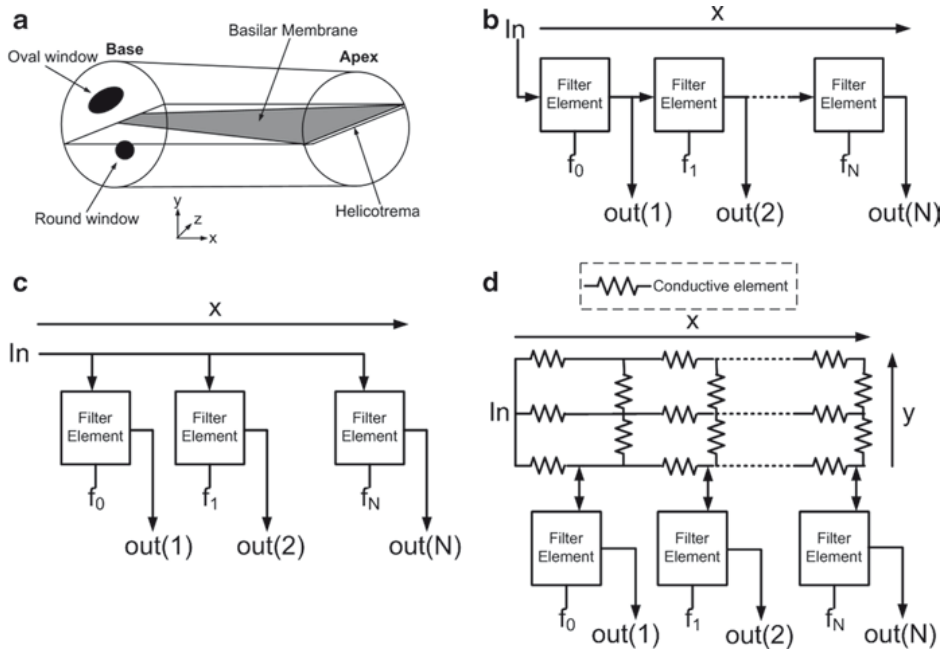 a
Base
Oval window
Basilar Membrane
Apex
Round window
Helicotrema
y
z
x
b
In
x
Filter
Element
Filter
Element
Filter
Element
f0
f1
fN
out(1)
out(2)
out(N)
c
x
In
Filter
Element
Filter
Element
Filter
Element
f0
f1
fN
out(1)
out(2)
out(N)
d
Conductive element
x
In
y
Filter
Element
Filter
Element
Filter
Element
f0
f1
fN
out(1)
out(2)
out(N)